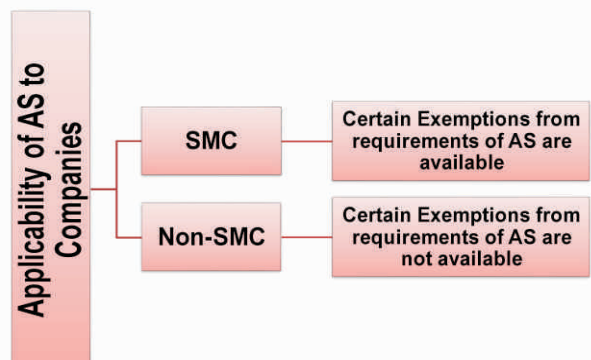 Applicability of AS to
Companies
SMC
Certain Exemptions from
requirements of AS are
available
Non-SMC
Certain Exemptions from
requirements of AS are
not available